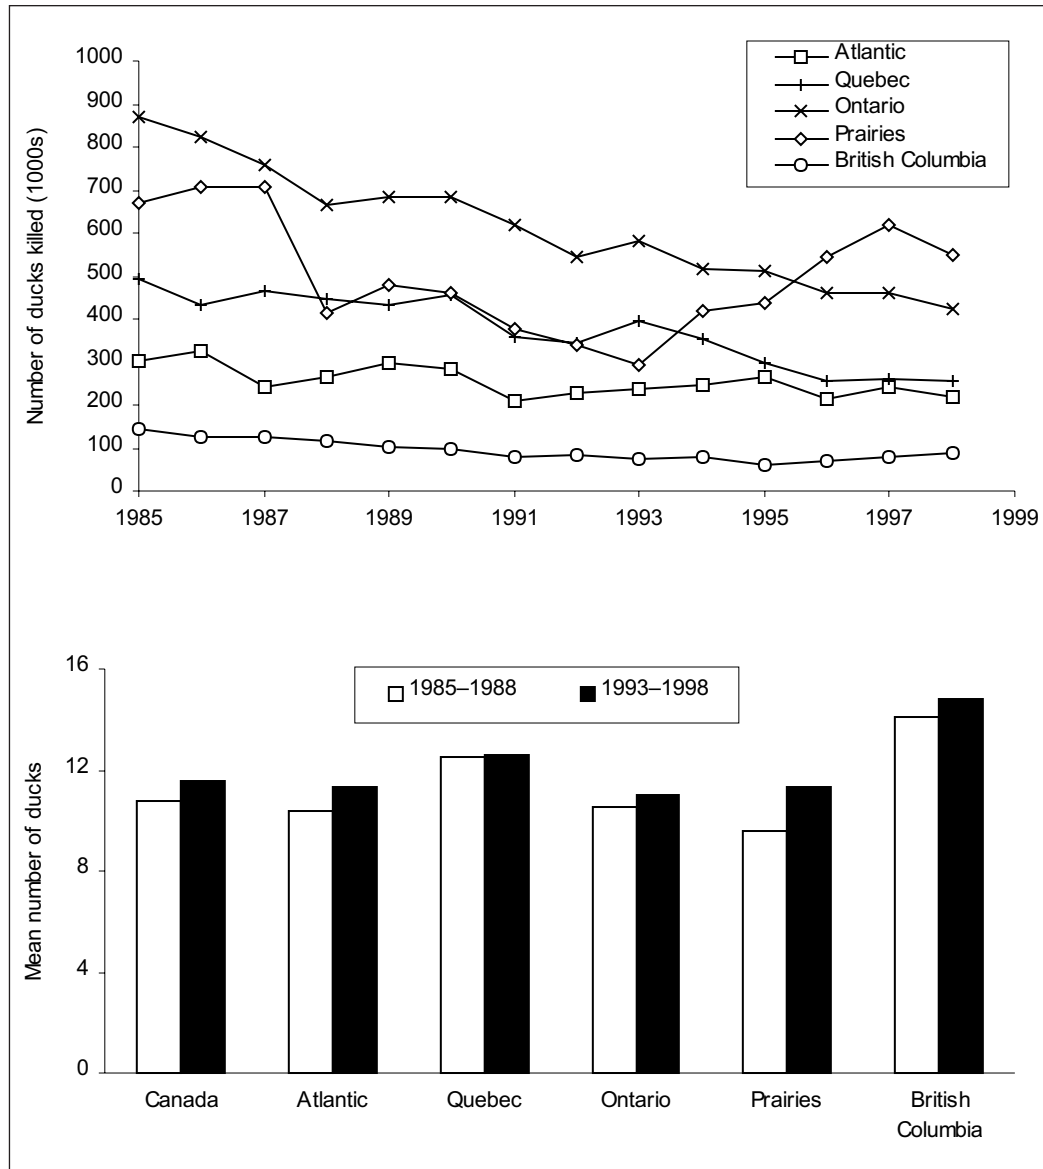 Number of ducks killed (1000s)
1000
900
800
700
600
500
400
300
200
100
0
1985
1987
1989
1991
1993
1995
1997
1999
Atlantic
Quebec
Ontario
Prairies
British Columbia
Mean number of ducks
16
12
8
4
0
1985–1988
1993–1998
Canada
Atlantic
Quebec
Ontario
Prairies
British
Columbia